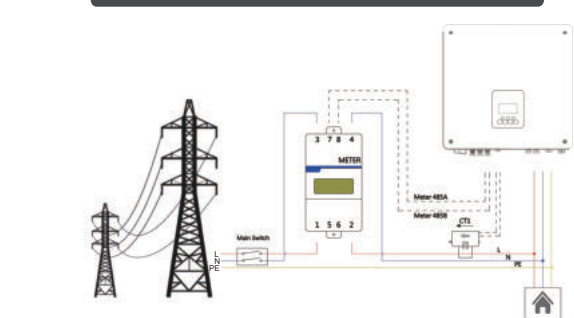 3 7 8 4
METER
1 5 6 2
Meter 485A
Meter 485B
CT1
Main Switch
L
N
PE
L
N
PE